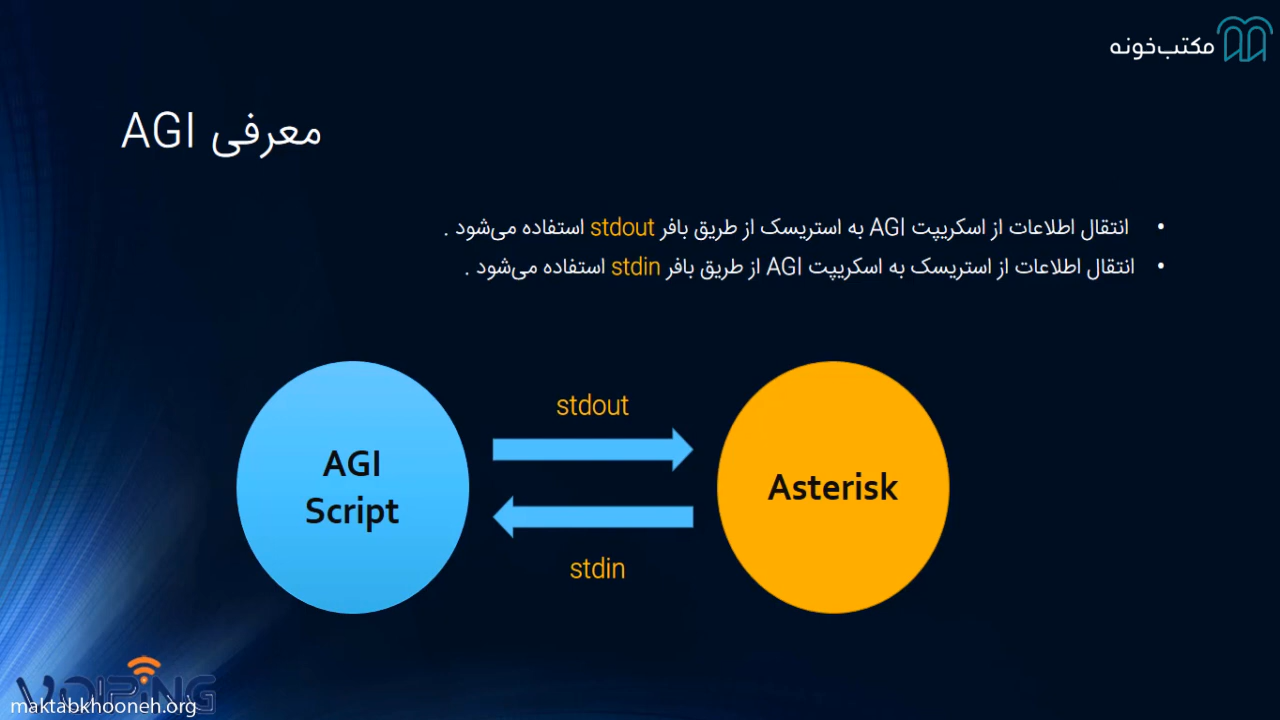 مکتب‌خونه
معرفی AGI
• انتقال اطلاعات از اسکریپت AGI به استریسک از طریق بافر stdout استفاده می‌شود .
• انتقال اطلاعات از استریسک به اسکریپت AGI از طریق بافر stdin استفاده می‌شود .
stdout
AGI
Script
Asterisk
stdin
VOIPING
maktabkhooneh.org